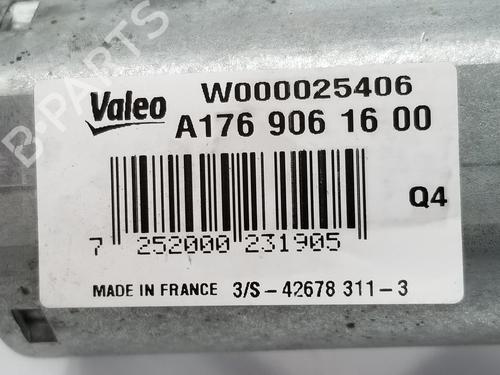 B-PARTS
Valeo W000025406
A176 906 16 00
Q4
7 252000 231905
MADE IN FRANCE 3/S-42678 311-3